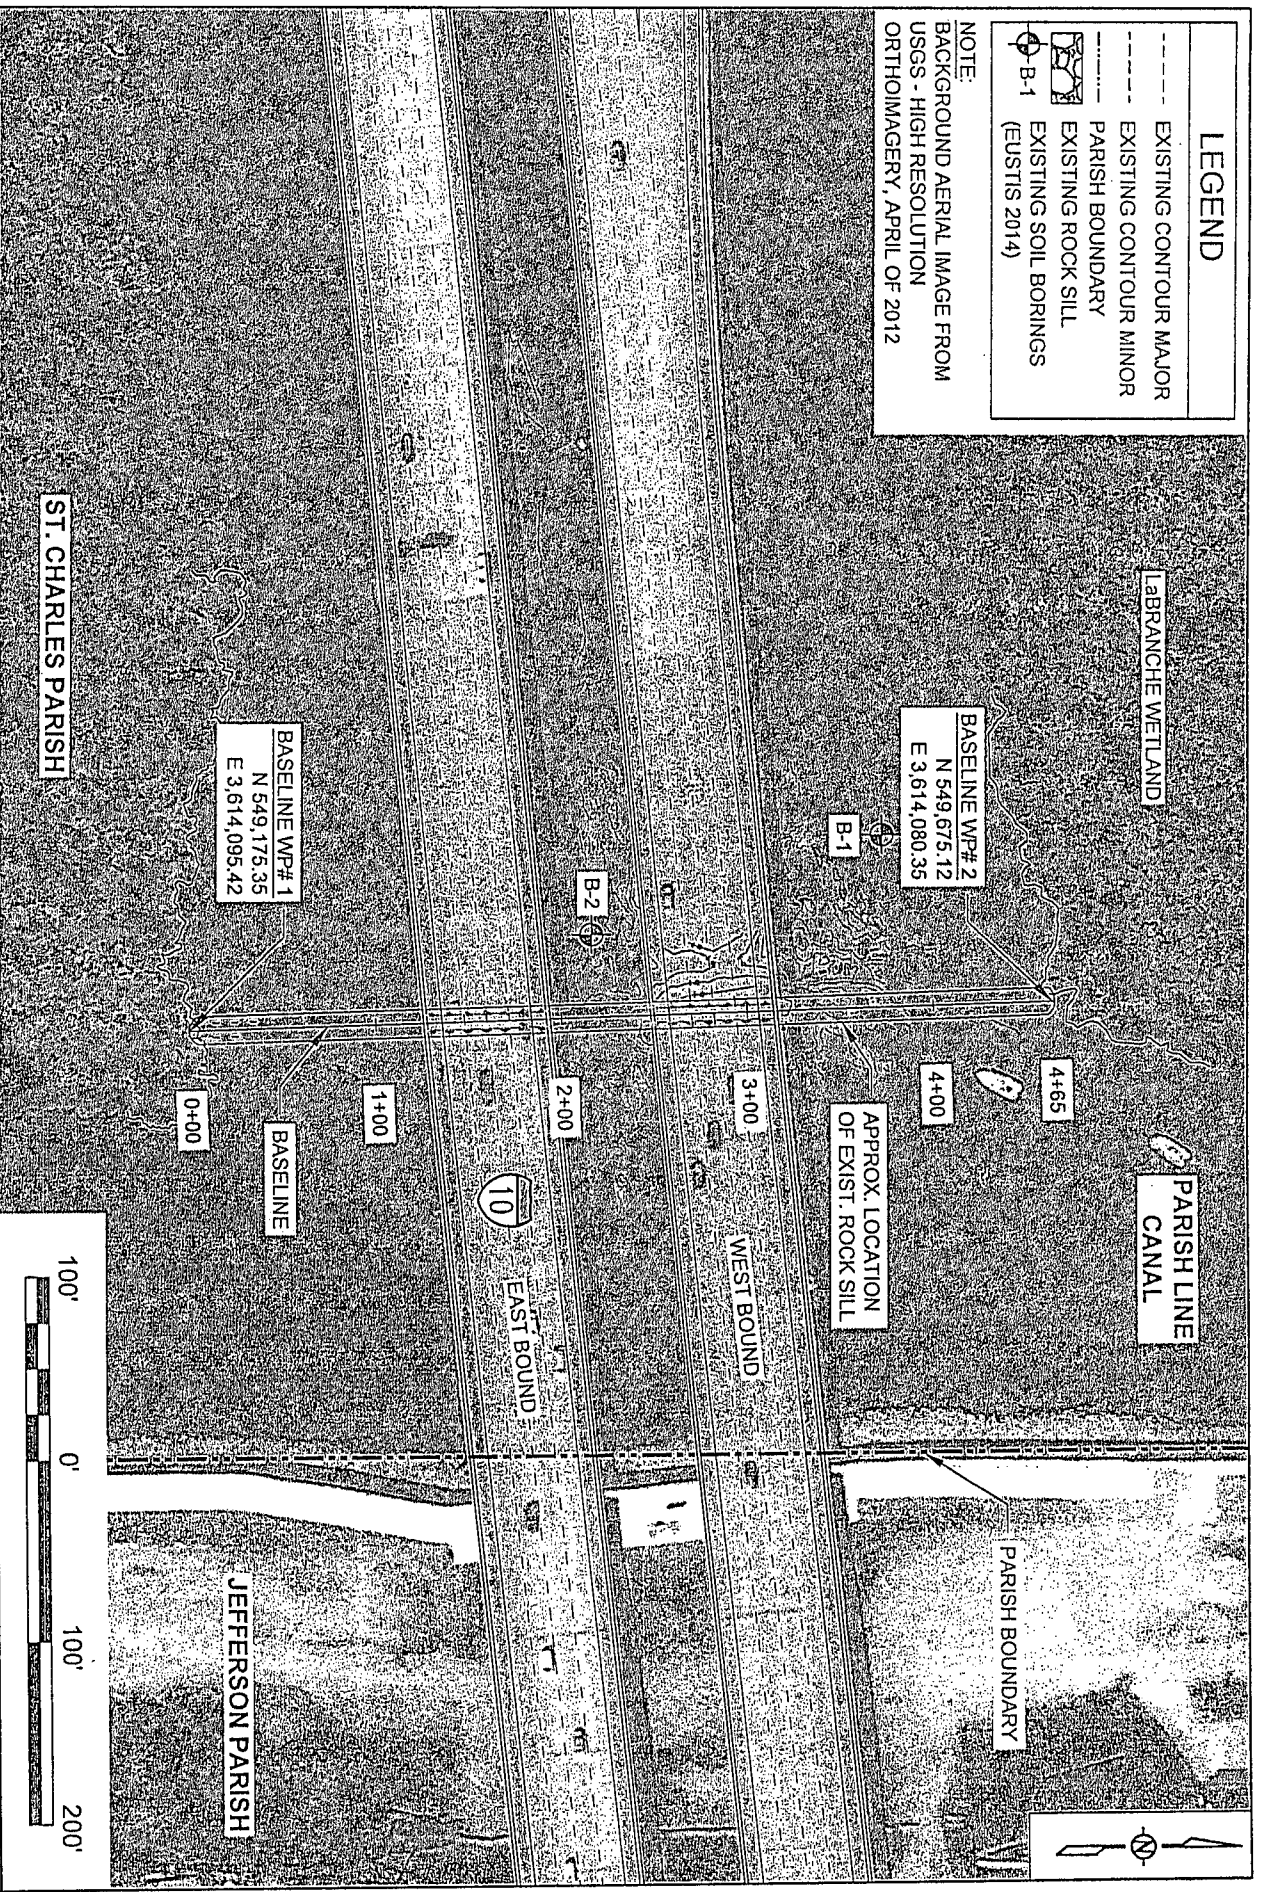 LEGEND
EXISTING CONTOUR MAJOR
EXISTING CONTOUR MINOR
PARISH BOUNDARY
EXISTING ROCK SILL
B-1 EXISTING SOIL BORINGS
(EUSTIS 2014)
NOTE:
BACKGROUND AERIAL IMAGE FROM
USGS - HIGH RESOLUTION
ORTHOIMAGERY, APRIL OF 2012
LaBRANCHE WETLAND
PARISH LINE
CANAL
BASELINE WP# 2
N 549,675.12
E 3,614,080.35
4+65
B-1
4+00
APPROX. LOCATION
OF EXIST. ROCK SILL
PARISH BOUNDARY
3+00
WEST BOUND
B-2
2+00
10
EAST BOUND
1+00
BASELINE WP# 1
N 549,175.35
E 3,614,095.42
BASELINE
0+00
ST. CHARLES PARISH
JEFFERSON PARISH
N
100' 0' 100' 200'